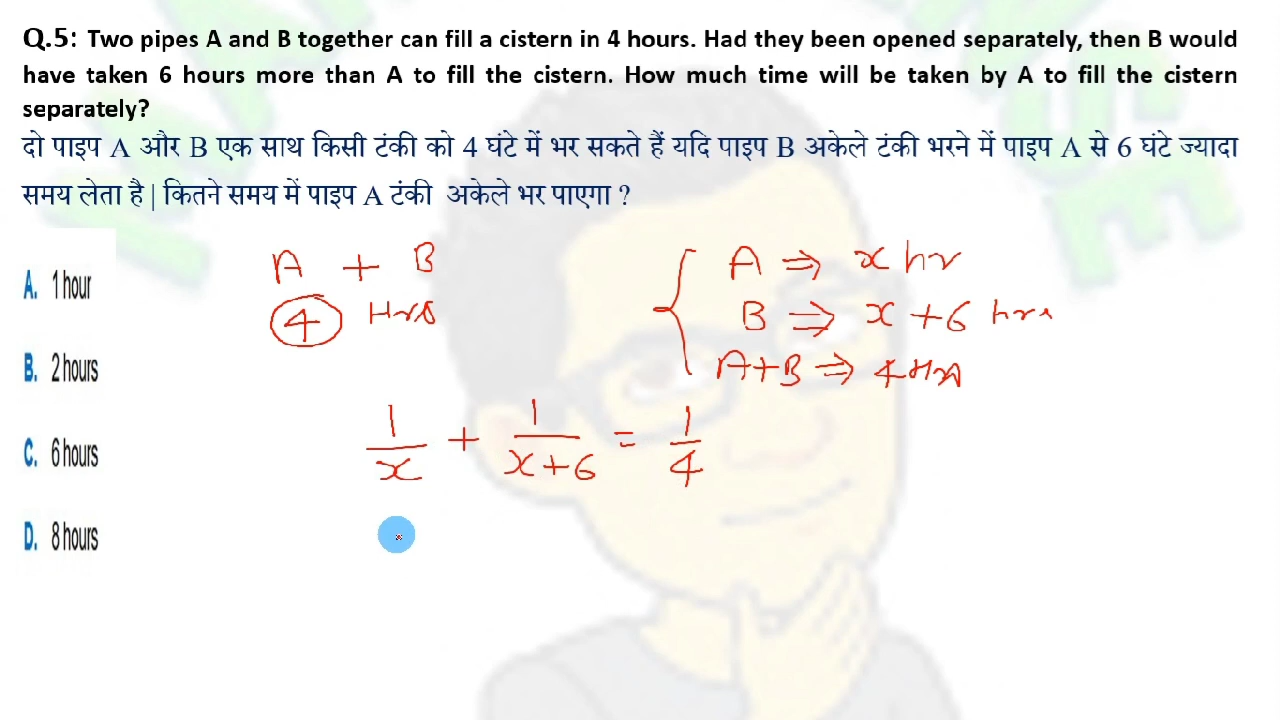 Q.5: Two pipes A and B together can fill a cistern in 4 hours. Had they been opened separately, then B would
have taken 6 hours more than A to fill the cistern. How much time will be taken by A to fill the cistern
separately?
दो पाइप A और B एक साथ किसी टंकी को 4 घंटे में भर सकते हैं यदि पाइप B अकेले टंकी भरने में पाइप A से 6 घंटे ज्यादा
समय लेता है | कितने समय में पाइप A टंकी अकेले भर पाएगा ?
A + B
4 Hrs
A ⇒ x hr
B ⇒ x + 6 hrs
A+B ⇒ 4 Hrs
1/x + 1/(x+6) = 1/4
A. 1 hour
B. 2 hours
C. 6 hours
D. 8 hours